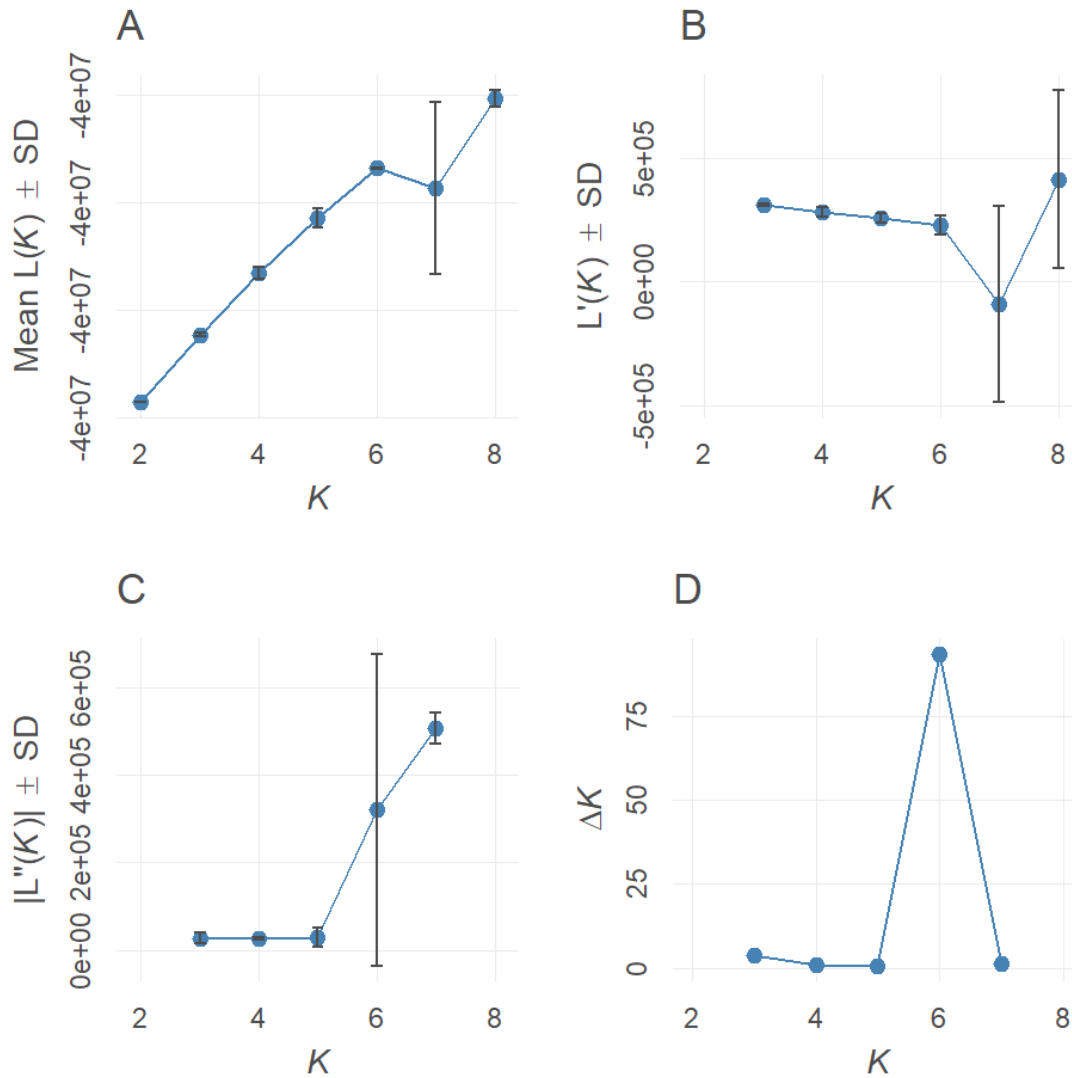 A
Mean L(K) ± SD
-4e+07
-4e+07
-4e+07
-4e+07
2 4 6 8
K
B
L'(K) ± SD
5e+05
0e+00
-5e+05
2 4 6 8
K
C
|L"(K)| ± SD
6e+05
4e+05
2e+05
0e+00
2 4 6 8
K
D
ΔK
75
50
25
0
2 4 6 8
K